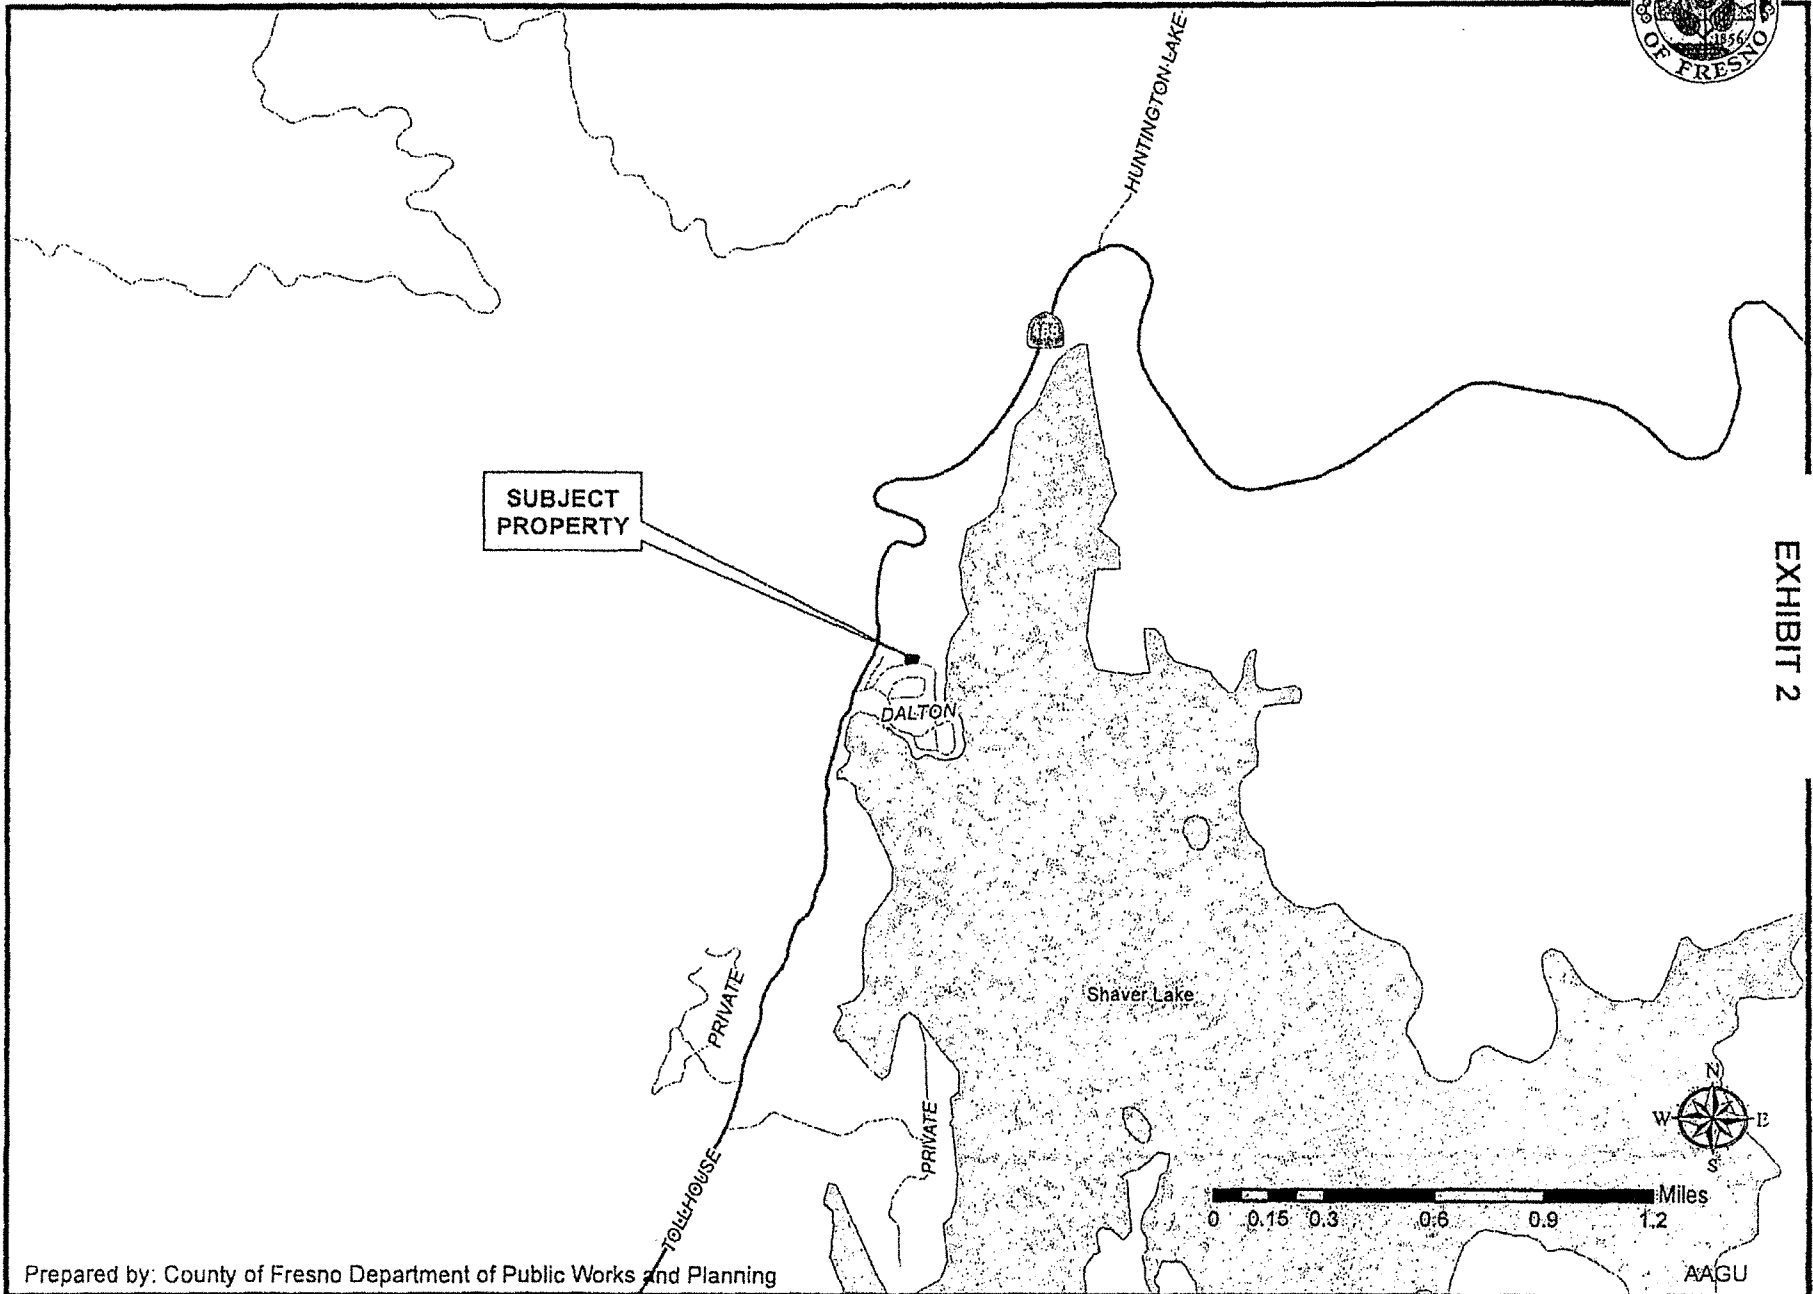 1856
OF FRESNO
HUNTINGTON LAKE
SUBJECT
PROPERTY
EXHIBIT 2
DALTON
PRIVATE
Shaver Lake
PRIVATE
TOLLHOUSE
N
W E
S
Miles
0 0.15 0.3 0.6 0.9 1.2
Prepared by: County of Fresno Department of Public Works and Planning
AAGU